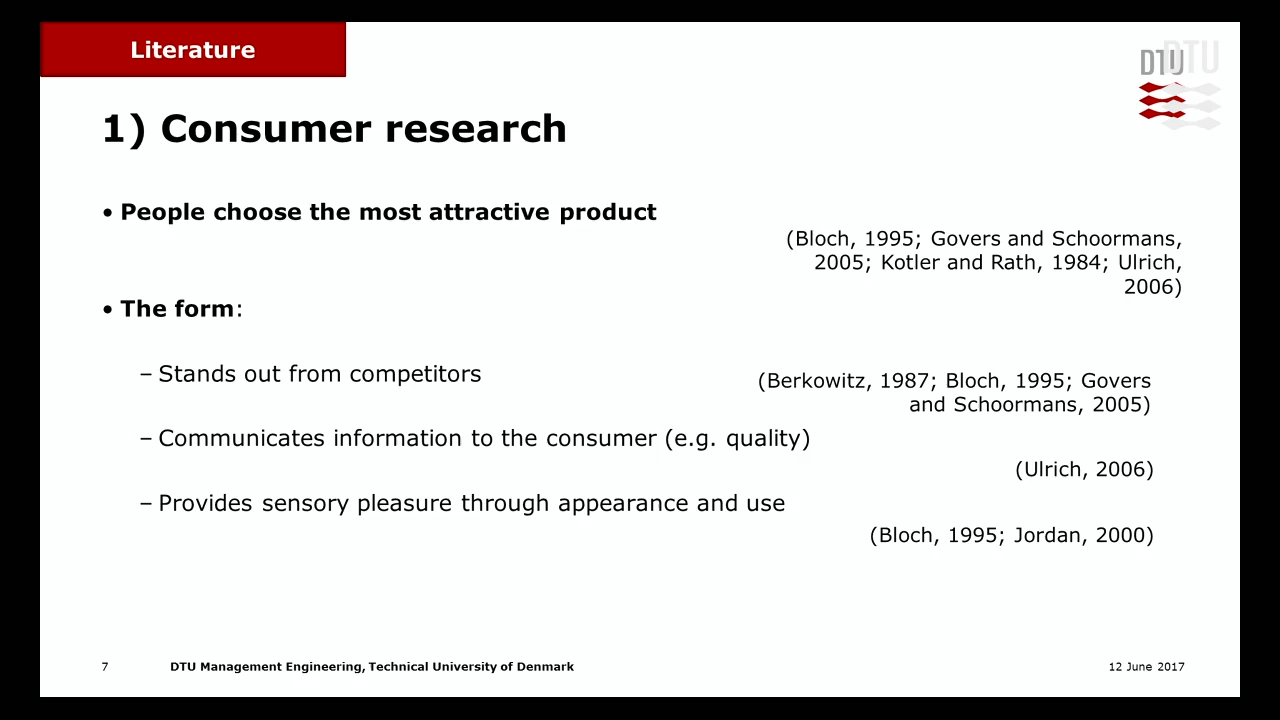 Literature
DTU
DTU
1) Consumer research
• People choose the most attractive product
(Bloch, 1995; Govers and Schoormans,
2005; Kotler and Rath, 1984; Ulrich,
2006)
• The form:
– Stands out from competitors
(Berkowitz, 1987; Bloch, 1995; Govers
and Schoormans, 2005)
– Communicates information to the consumer (e.g. quality)
(Ulrich, 2006)
– Provides sensory pleasure through appearance and use
(Bloch, 1995; Jordan, 2000)
7 DTU Management Engineering, Technical University of Denmark 12 June 2017